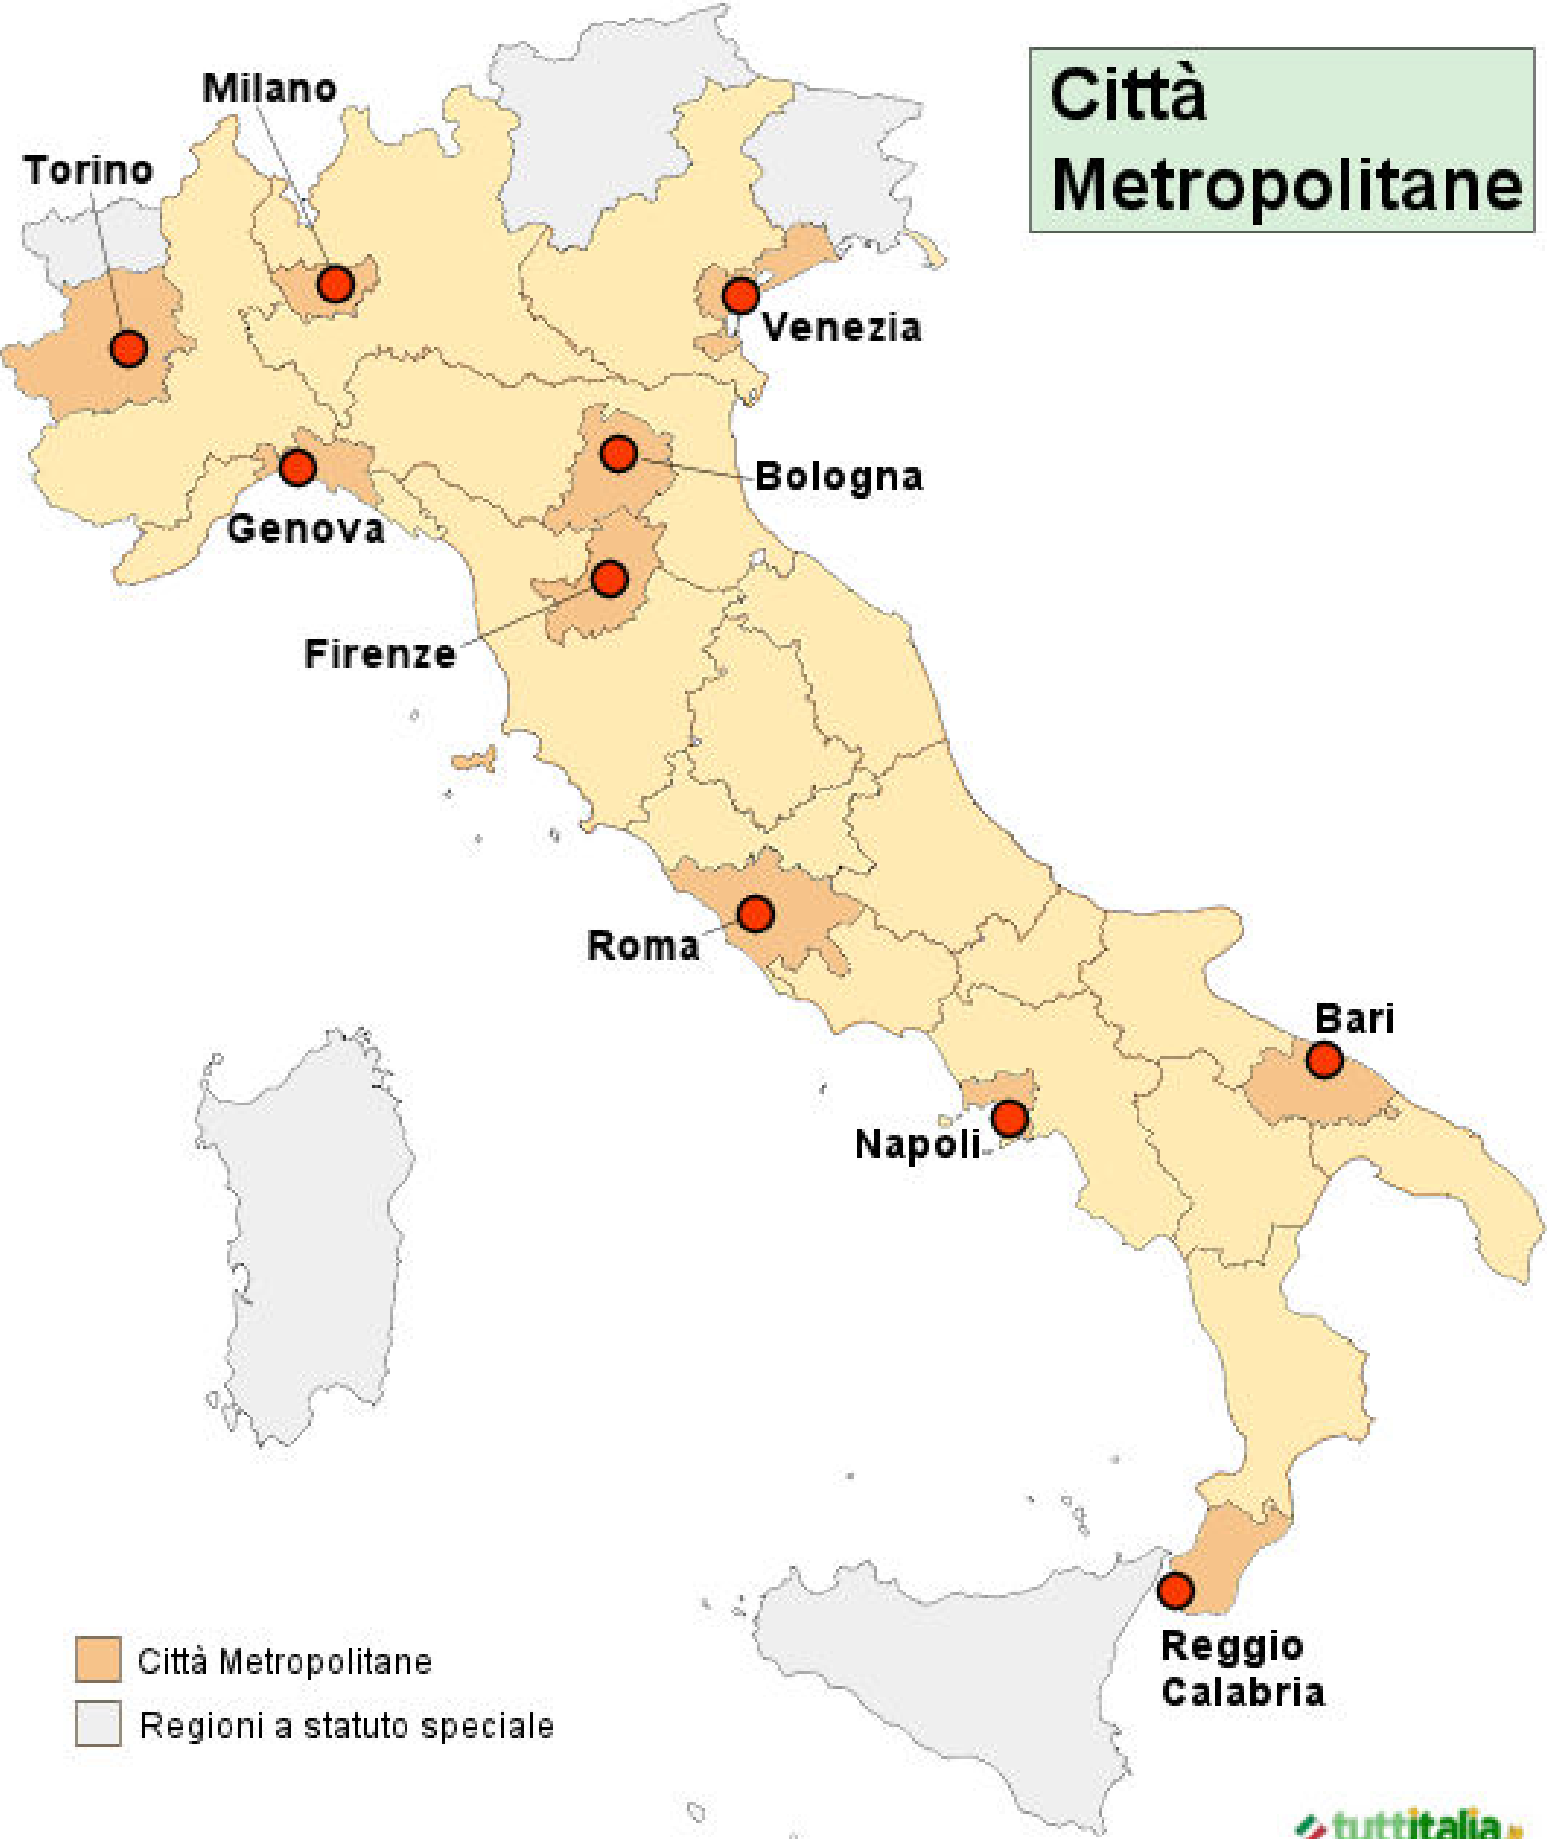 Città
Metropolitane
Milano
Torino
Venezia
Bologna
Genova
Firenze
Roma
Bari
Napoli
Reggio
Calabria
Città Metropolitane
Regioni a statuto speciale
tuttitalia